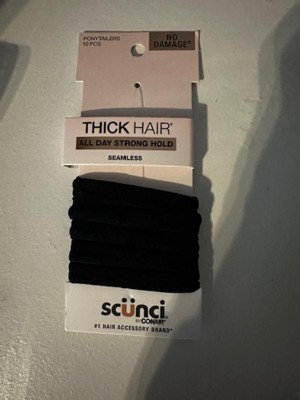 PONYTAILERS
10 PCS
NO
DAMAGE*
THICK HAIR®
ALL DAY STRONG HOLD
SEAMLESS
scünci
BY CONAIR®
#1 HAIR ACCESSORY BRAND*